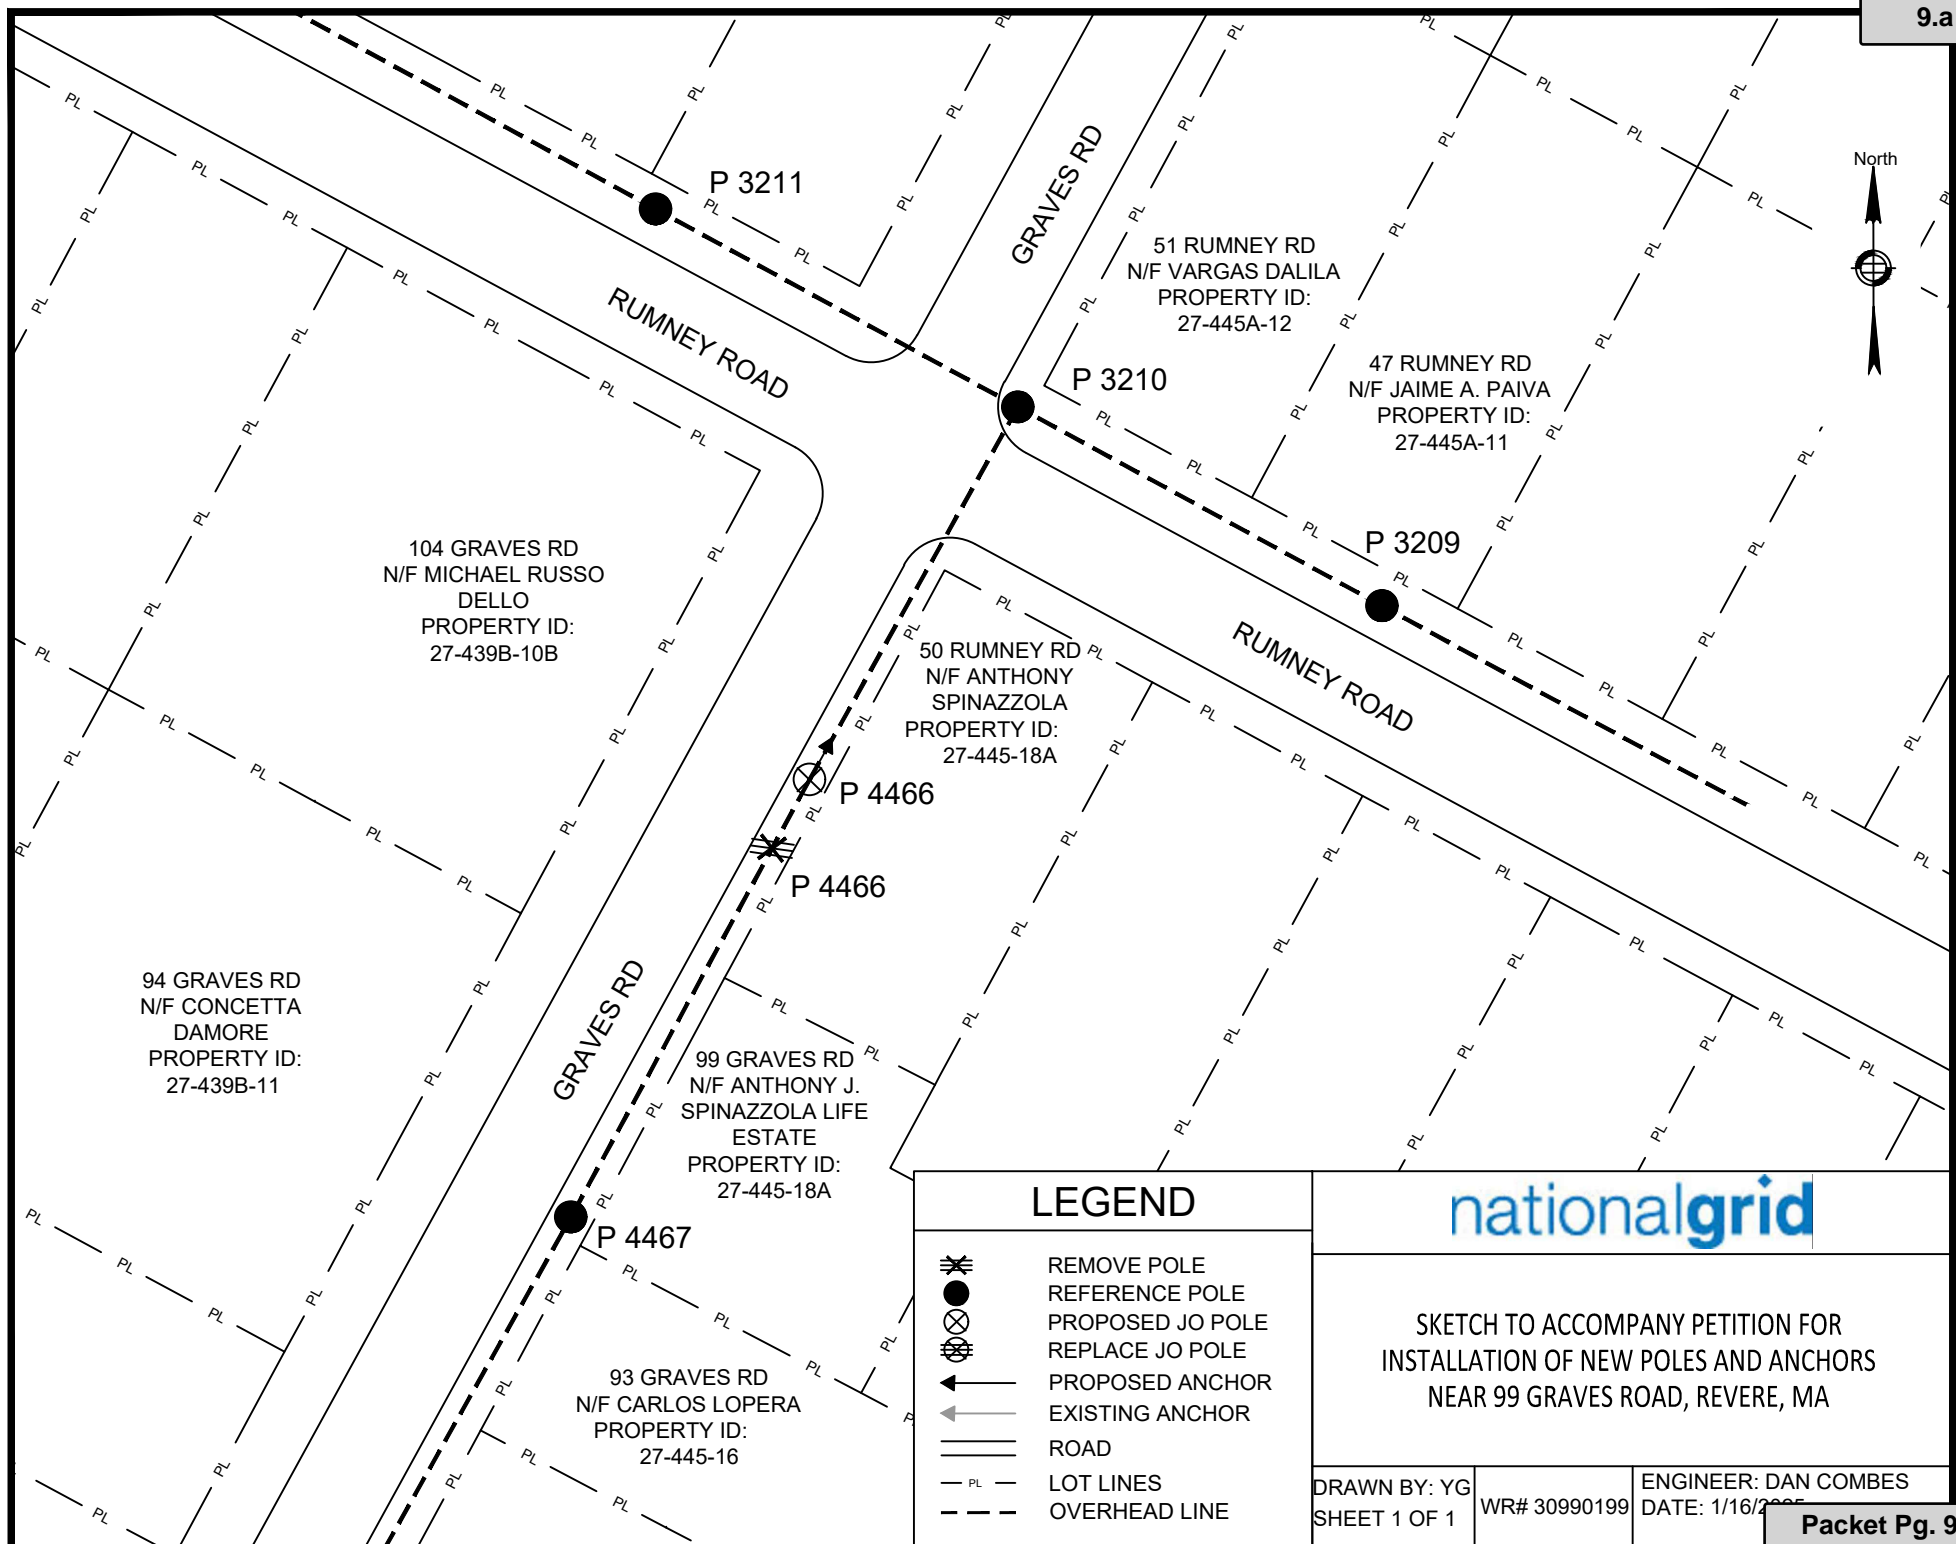 9.a
North
P 3211
GRAVES RD
51 RUMNEY RD
N/F VARGAS DALILA
PROPERTY ID:
27-445A-12
RUMNEY ROAD
P 3210
47 RUMNEY RD
N/F JAIME A. PAIVA
PROPERTY ID:
27-445A-11
P 3209
104 GRAVES RD
N/F MICHAEL RUSSO
DELLO
PROPERTY ID:
27-439B-10B
50 RUMNEY RD
N/F ANTHONY
SPINAZZOLA
PROPERTY ID:
27-445-18A
RUMNEY ROAD
P 4466
P 4466
94 GRAVES RD
N/F CONCETTA
DAMORE
PROPERTY ID:
27-439B-11
GRAVES RD
99 GRAVES RD
N/F ANTHONY J.
SPINAZZOLA LIFE
ESTATE
PROPERTY ID:
27-445-18A
P 4467
93 GRAVES RD
N/F CARLOS LOPERA
PROPERTY ID:
27-445-16
LEGEND
REMOVE POLE
REFERENCE POLE
PROPOSED JO POLE
REPLACE JO POLE
PROPOSED ANCHOR
EXISTING ANCHOR
ROAD
PL LOT LINES
OVERHEAD LINE
nationalgrid
SKETCH TO ACCOMPANY PETITION FOR
INSTALLATION OF NEW POLES AND ANCHORS
NEAR 99 GRAVES ROAD, REVERE, MA
DRAWN BY: YG
SHEET 1 OF 1
WR# 30990199
ENGINEER: DAN COMBES
DATE: 1/16/
Packet Pg. 9